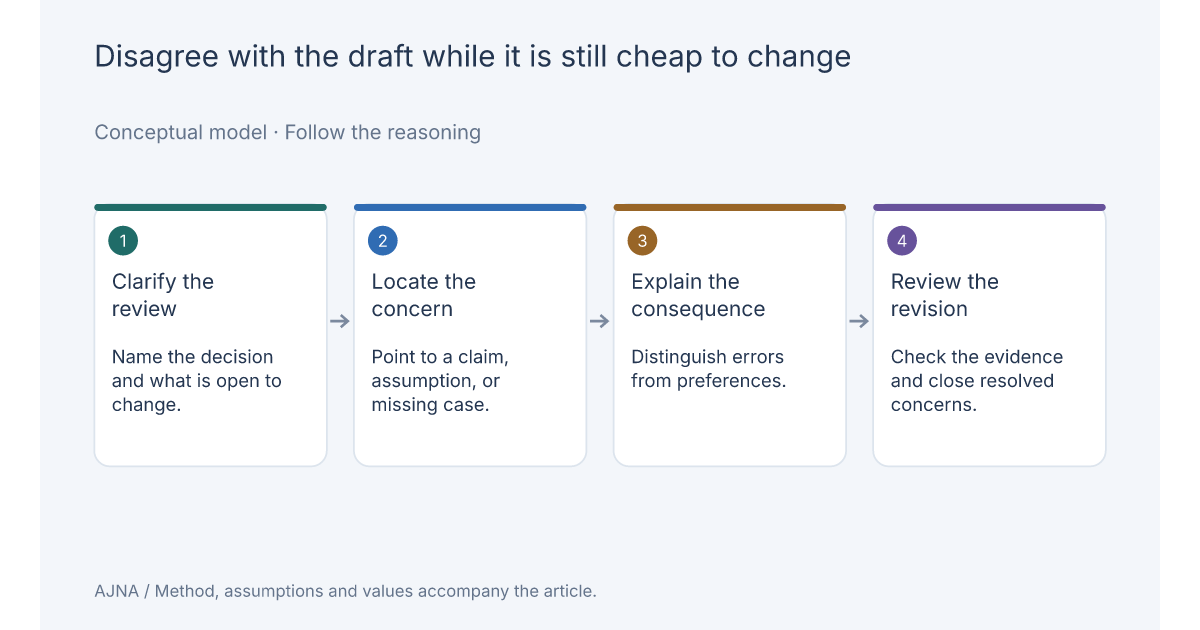 Disagree with the draft while it is still cheap to change
Conceptual model · Follow the reasoning
1
Clarify the
review
Name the decision
and what is open to
change.
2
Locate the
concern
Point to a claim,
assumption, or
missing case.
3
Explain the
consequence
Distinguish errors
from preferences.
4
Review the
revision
Check the evidence
and close resolved
concerns.
AJNA / Method, assumptions and values accompany the article.